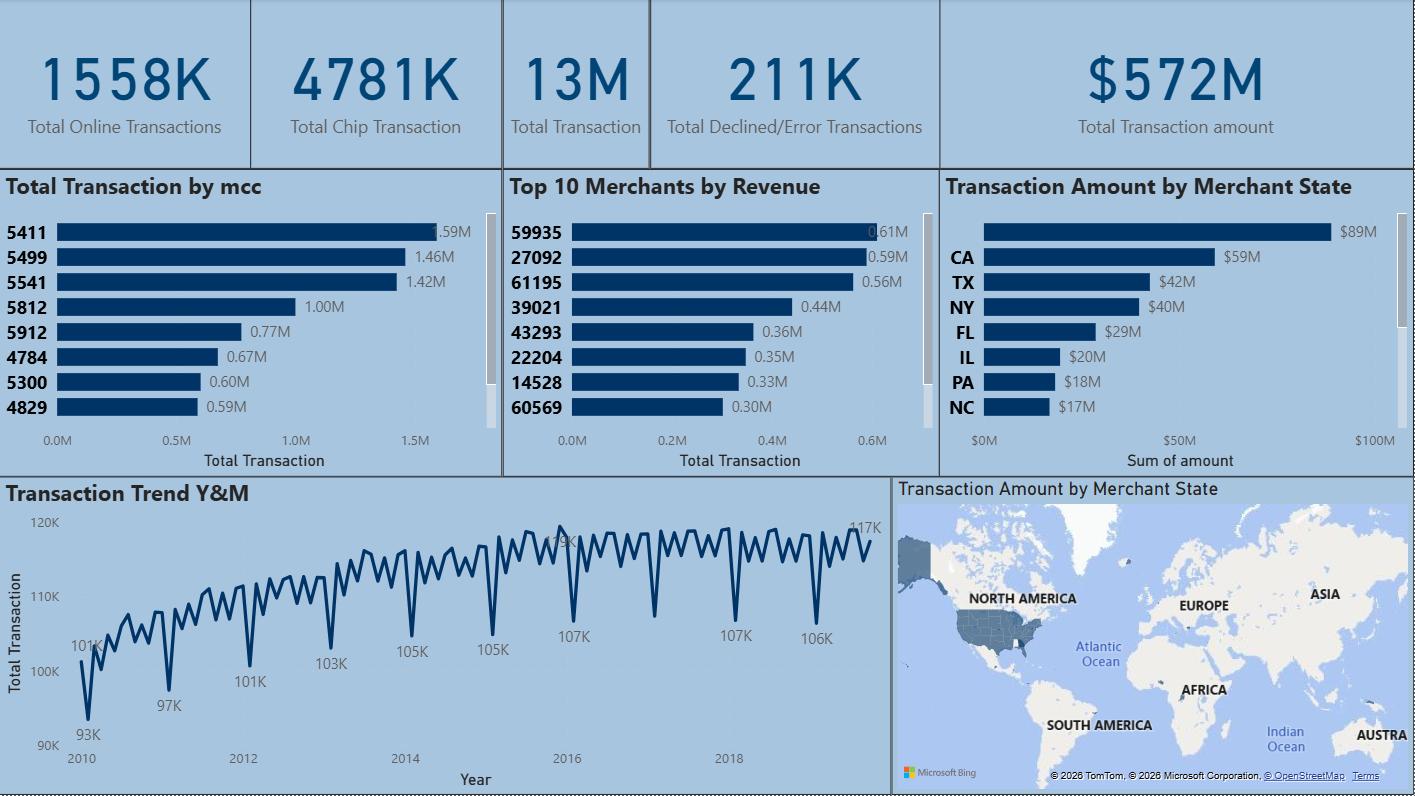 1558K
Total Online Transactions
4781K
Total Chip Transaction
13M
Total Transaction
211K
Total Declined/Error Transactions
$572M
Total Transaction amount
Total Transaction by mcc
5411 1.59M
5499 1.46M
5541 1.42M
5812 1.00M
5912 0.77M
4784 0.67M
5300 0.60M
4829 0.59M
0.0M 0.5M 1.0M 1.5M
Total Transaction
Top 10 Merchants by Revenue
59935 0.61M
27092 0.59M
61195 0.56M
39021 0.44M
43293 0.36M
22204 0.35M
14528 0.33M
60569 0.30M
0.0M 0.2M 0.4M 0.6M
Total Transaction
Transaction Amount by Merchant State
$89M
CA $59M
TX $42M
NY $40M
FL $29M
IL $20M
PA $18M
NC $17M
$0M $50M $100M
Sum of amount
Transaction Trend Y&M
Total Transaction
120K
110K
100K
90K
101K
93K
97K
101K
103K
105K
105K
119K
107K
107K
106K
117K
2010 2012 2014 2016 2018
Year
Transaction Amount by Merchant State
NORTH AMERICA
EUROPE
ASIA
Atlantic
Ocean
AFRICA
SOUTH AMERICA
Indian
Ocean
AUSTRA
Microsoft Bing
© 2026 TomTom, © 2026 Microsoft Corporation, © OpenStreetMap Terms